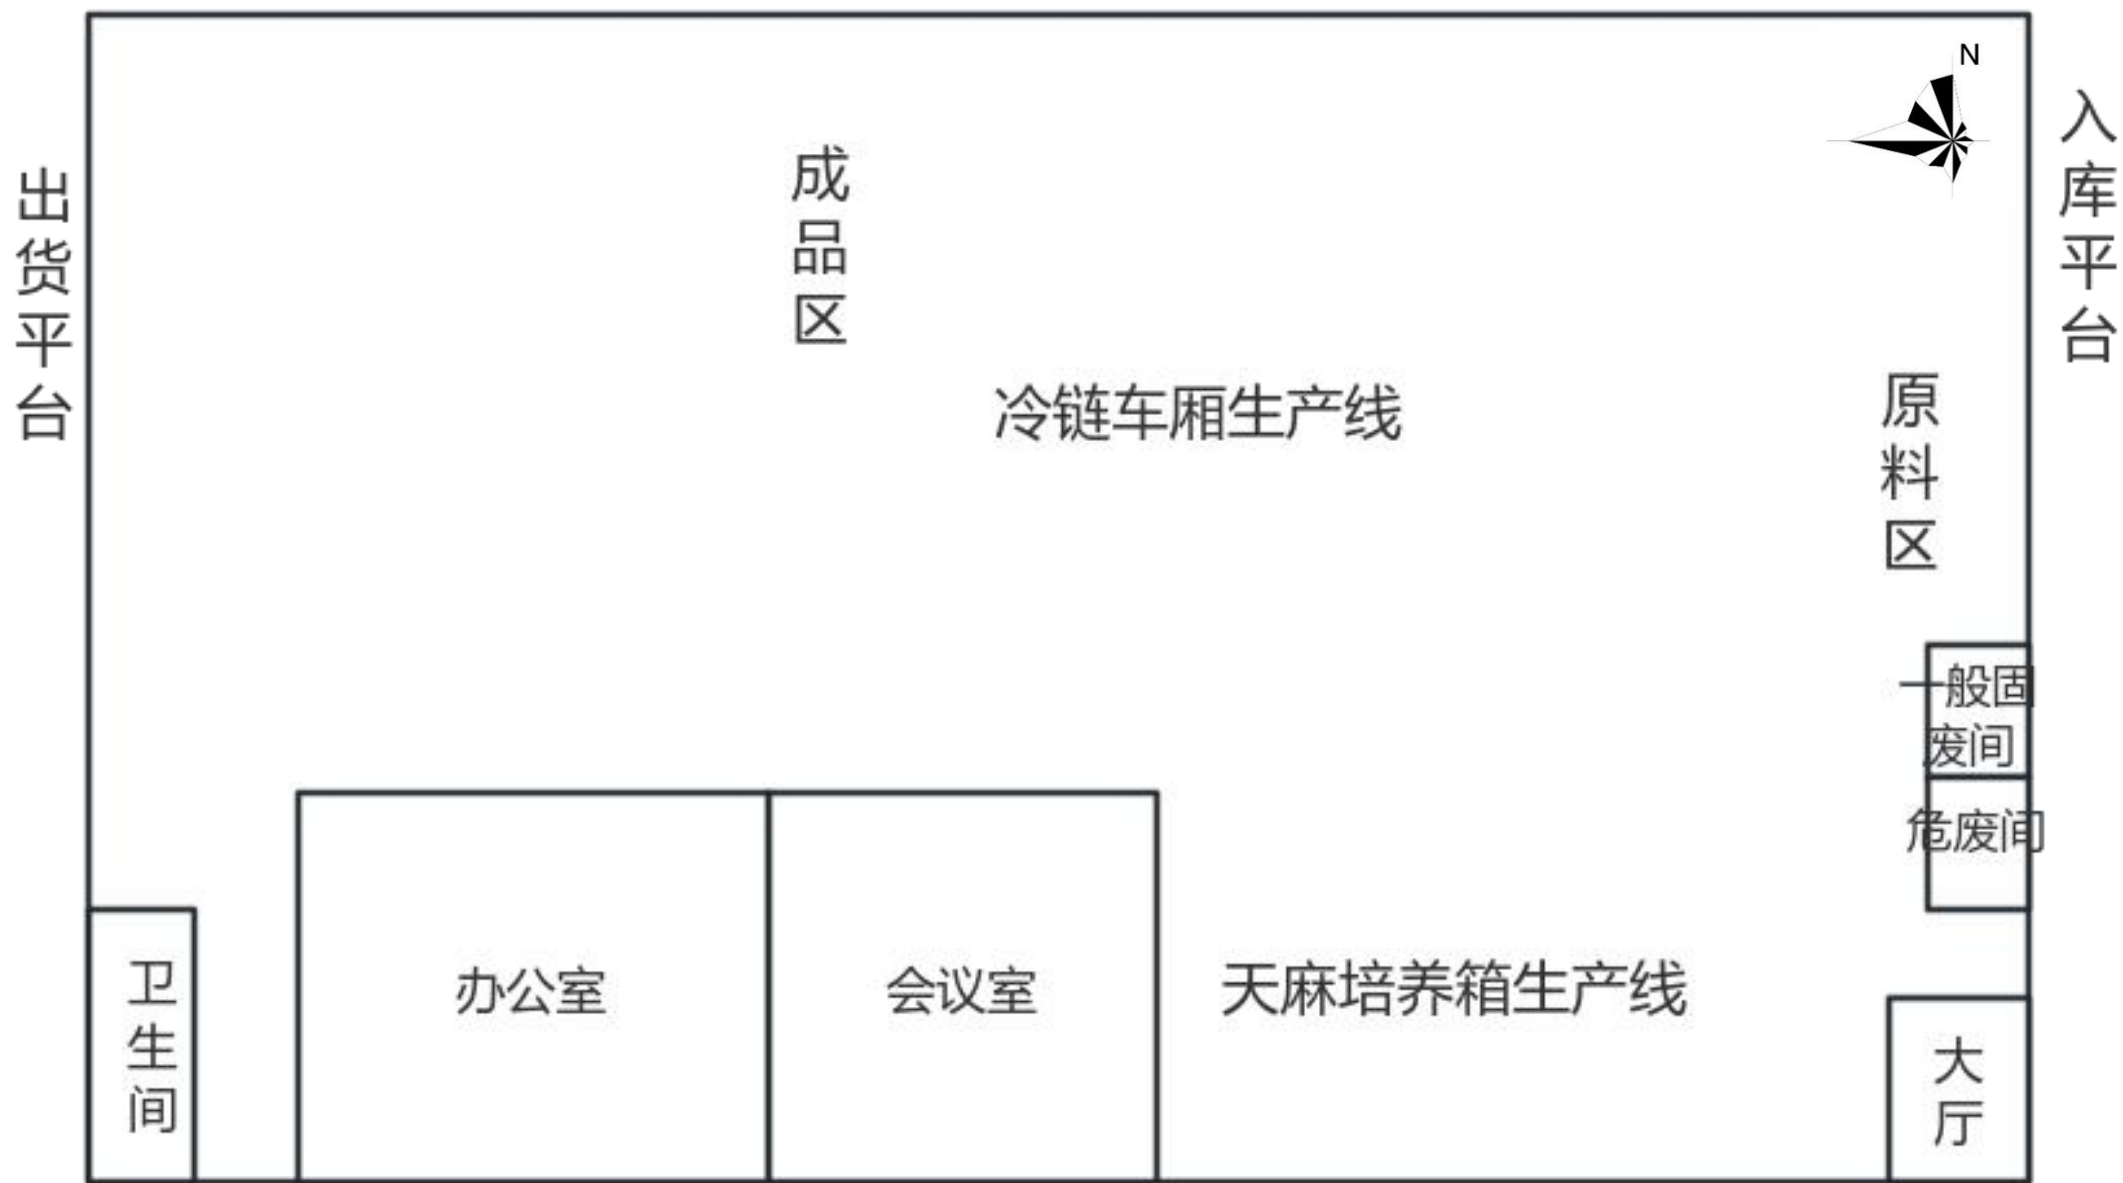 N
入库平台
出货平台
成品区
冷链车厢生产线
原料区
一般固
废间
危废间
办公室
会议室
天麻培养箱生产线
卫生间
大厅